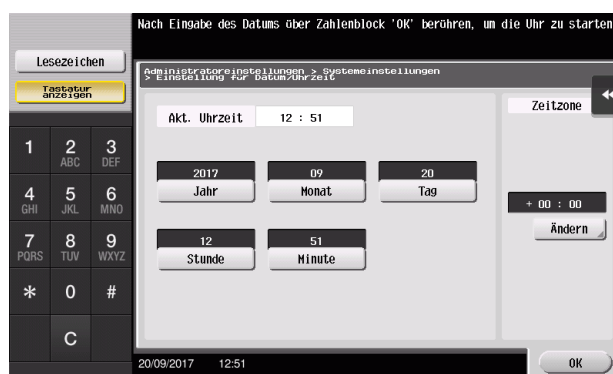 Nach Eingabe des Datums über Zahlenblock 'OK' berühren, um die Uhr zu starten
Lesezeichen
Tastatur
anzeigen
Administratoreinstellungen > Systemeinstellungen
> Einstellung für Datum/Uhrzeit
Akt. Uhrzeit 12 : 51
Zeitzone
2017 09 20
Jahr Monat Tag
+ 00 : 00
Ändern
12 51
Stunde Minute
1 2 3
ABC DEF
4 5 6
GHI JKL MNO
7 8 9
PQRS TUV WXYZ
* 0 #
C
20/09/2017 12:51
OK